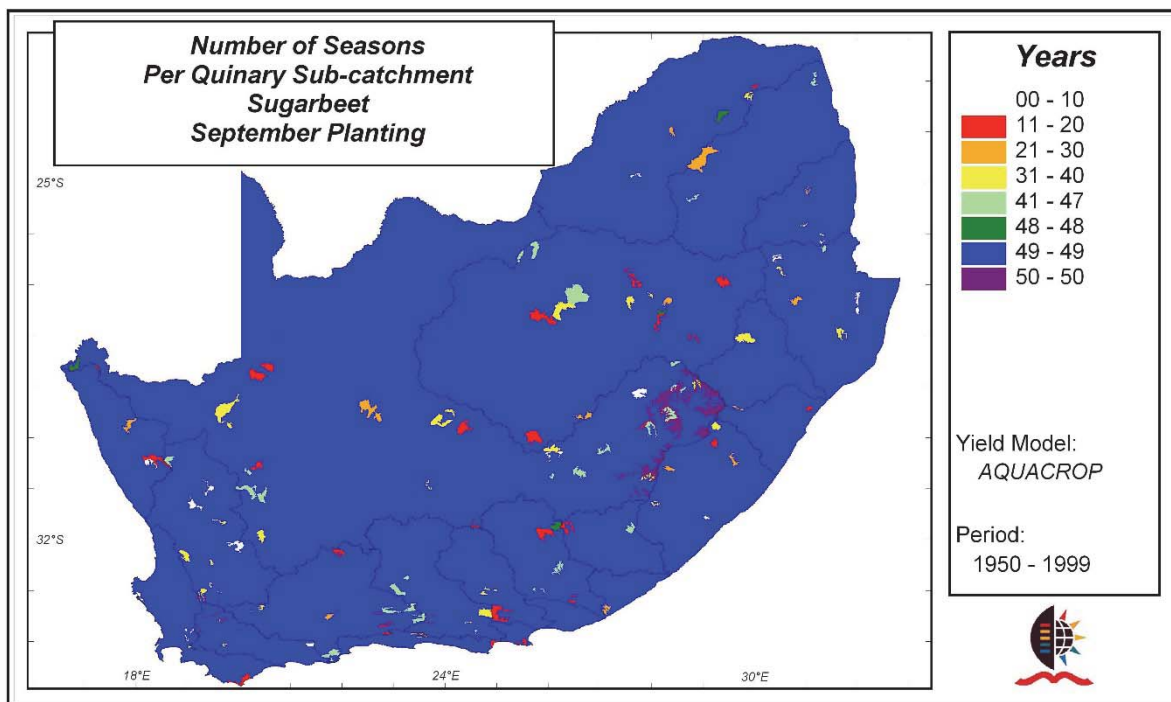 Number of Seasons
Per Quinary Sub-catchment
Sugarbeet
September Planting
25°S
32°S
18°E
24°E
30°E
Years
00 - 10
11 - 20
21 - 30
31 - 40
41 - 47
48 - 48
49 - 49
50 - 50
Yield Model:
AQUACROP
Period:
1950 - 1999